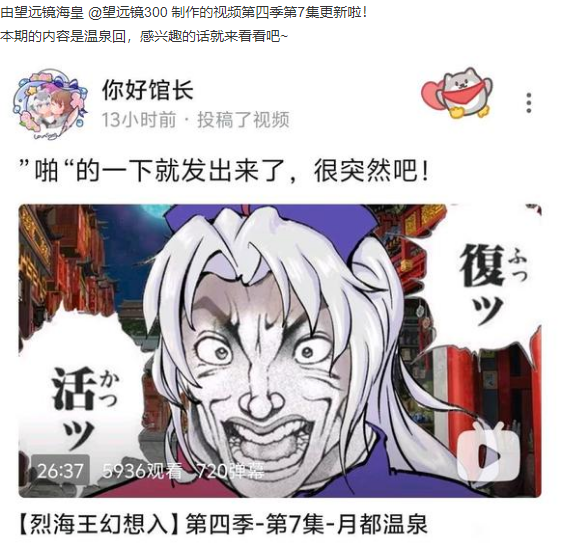 由望远镜海皇 @望远镜300 制作的视频第四季第7集更新啦！
本期的内容是温泉回，感兴趣的话就来看看吧~
你好馆长
13小时前 · 投稿了视频
”啪“的一下就发出来了，很突然吧！
復ッ
ふっ
活ッ
かつ
26:37 5936观看 720弹幕
【烈海王幻想入】第四季-第7集-月都温泉